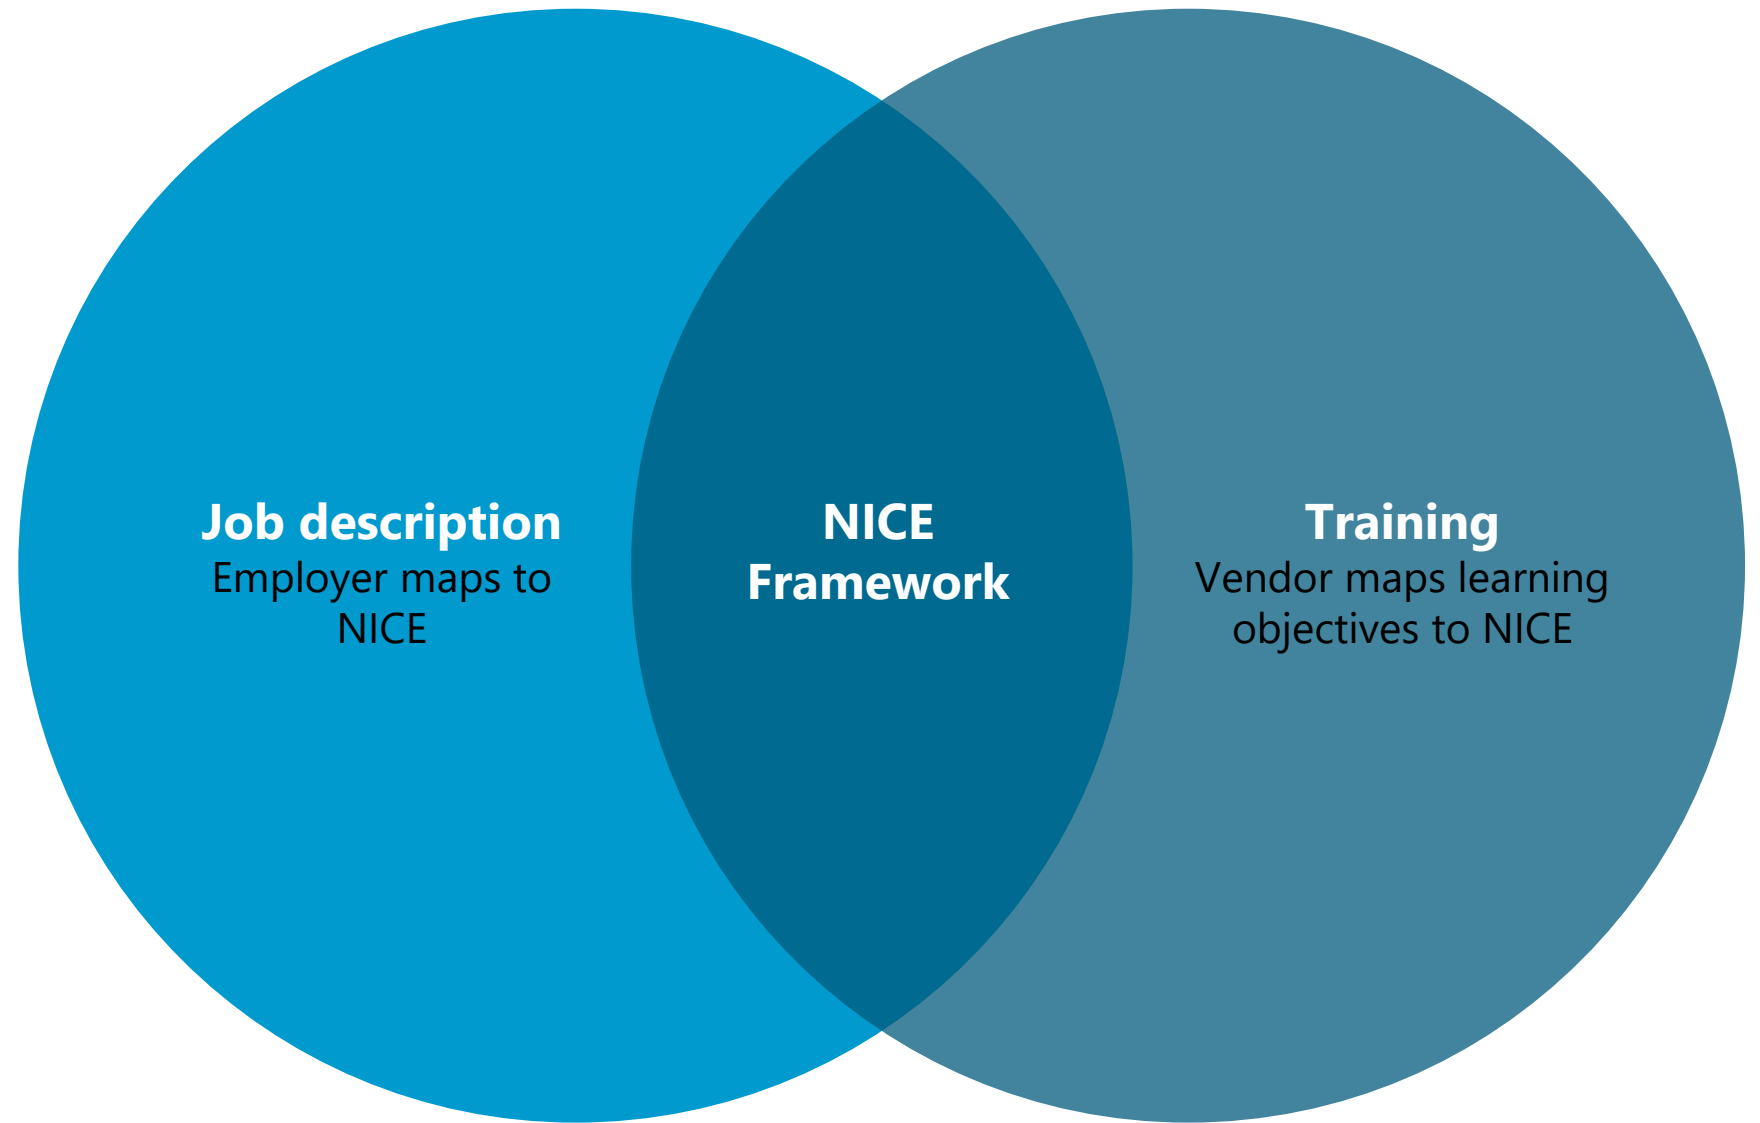 Job description
Employer maps to
NICE
NICE
Framework
Training
Vendor maps learning
objectives to NICE